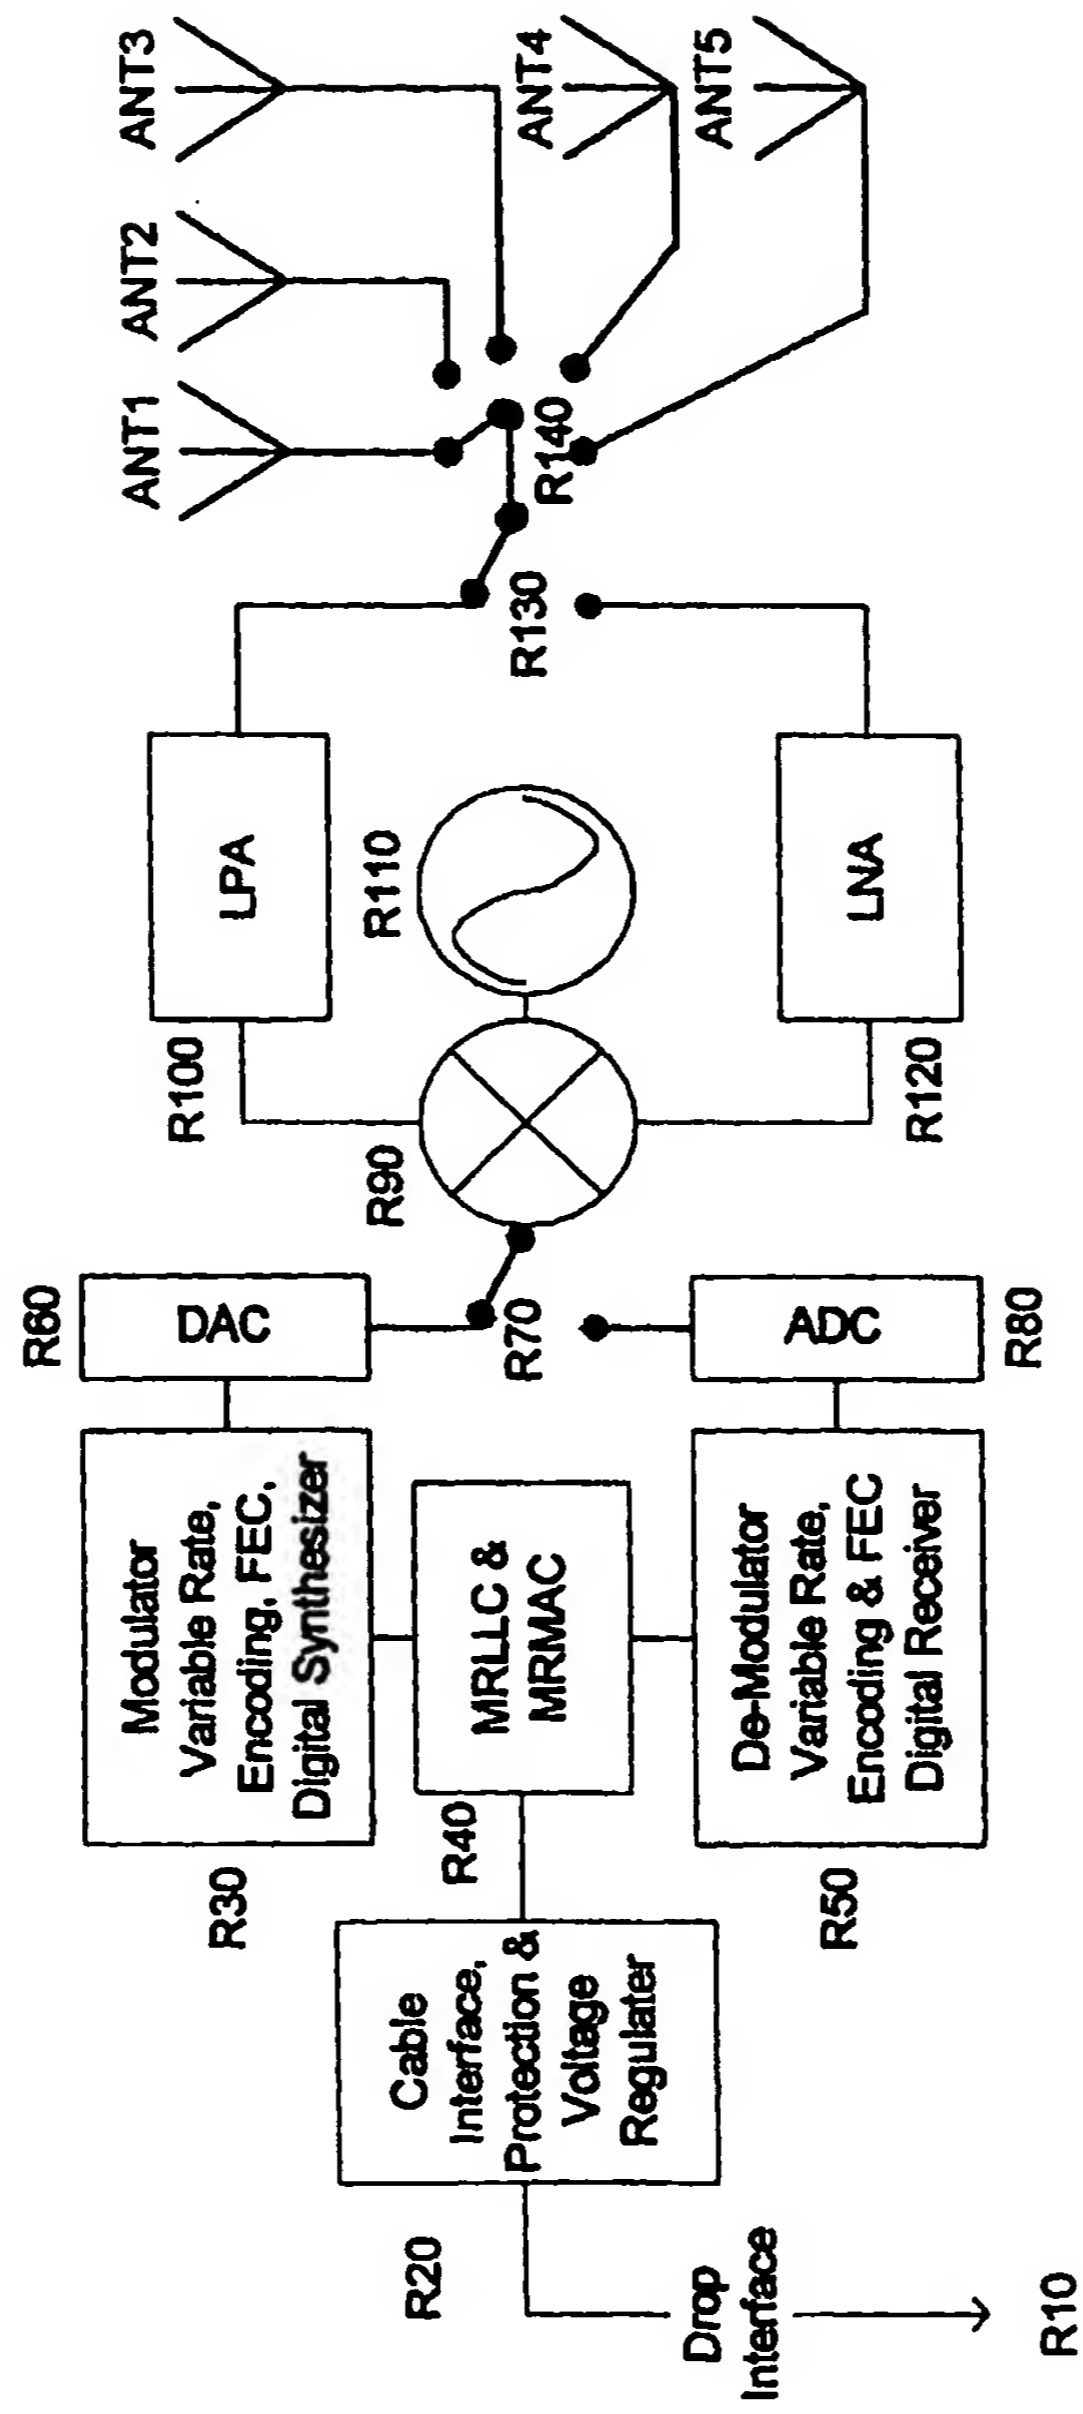 R10
Drop
Interface
R20
Cable
Interface,
Protection &
Voltage
Regulater
R30
Modulator
Variable Rate,
Encoding, FEC,
Digital Synthesizer
R40
MRLLC &
MRMAC
R50
De-Modulator
Variable Rate,
Encoding & FEC
Digital Receiver
R60
DAC
R70
ADC
R80
R90
R100
LPA
R110
LNA
R120
R130
R140
ANT1
ANT2
ANT3
ANT4
ANT5